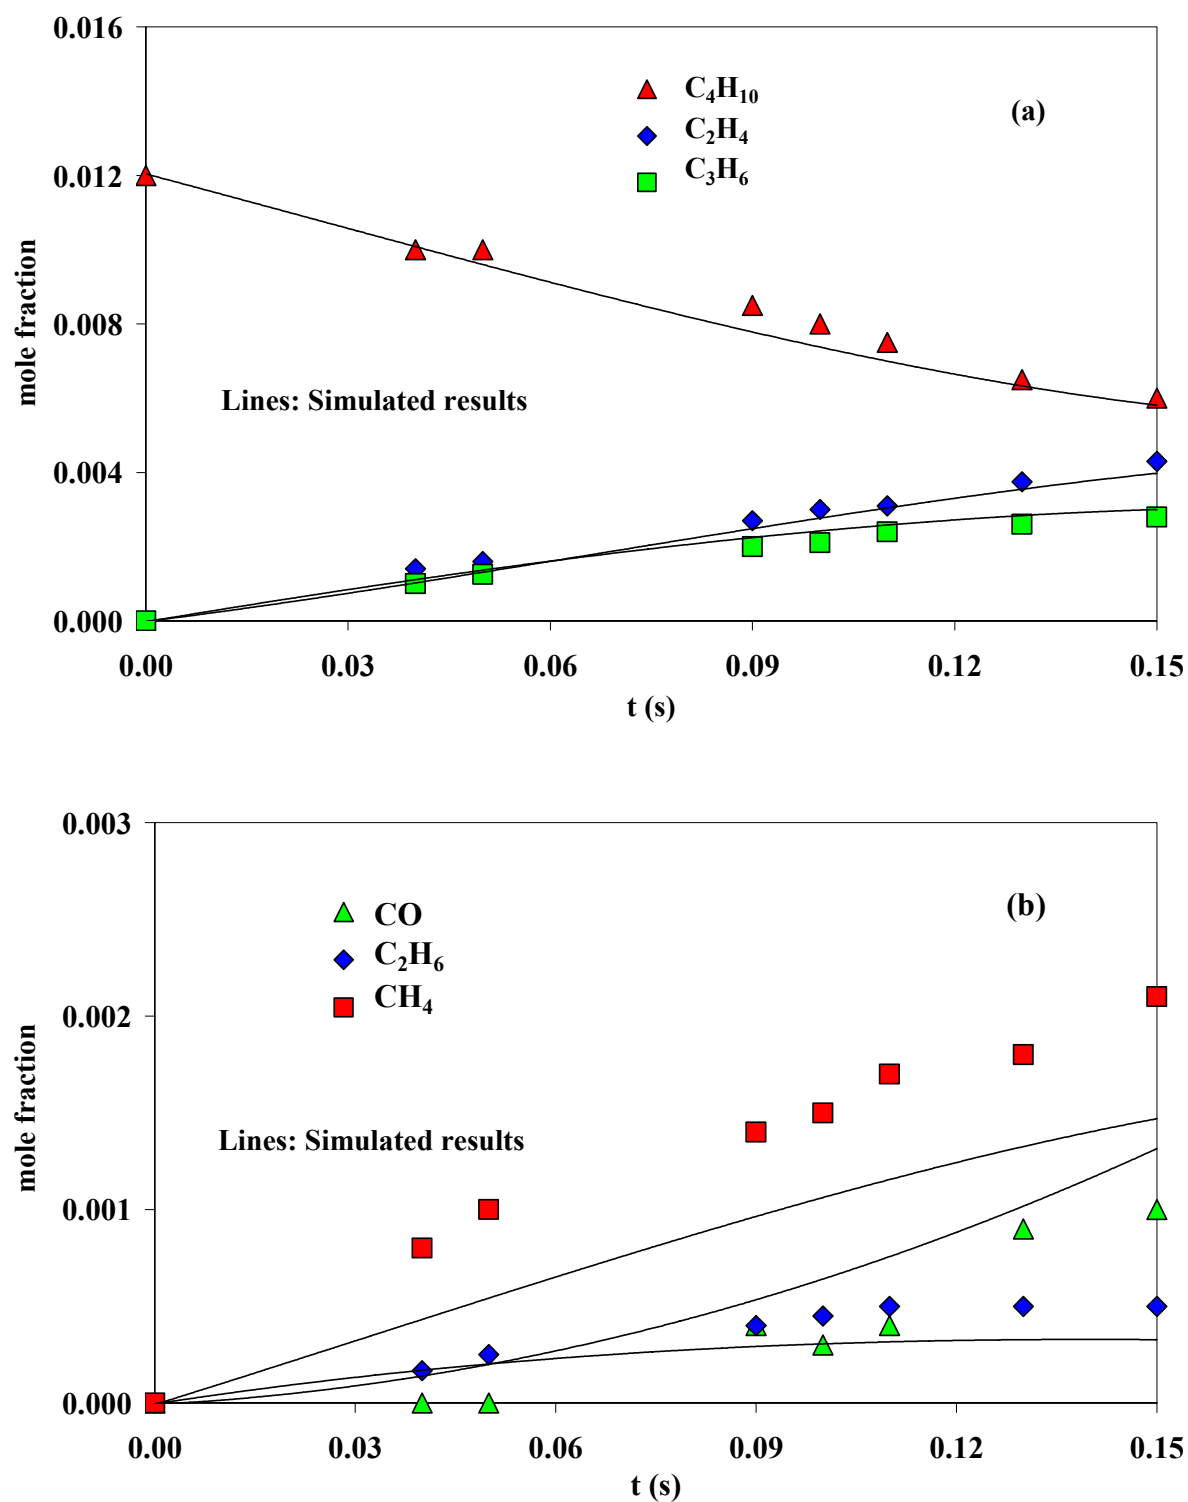 0.016
C₄H₁₀
(a)
C₂H₄
C₃H₆
0.012
0.008
mole fraction
Lines: Simulated results
0.004
0.000
0.00 0.03 0.06 0.09 0.12 0.15
t (s)
0.003
CO
(b)
C₂H₆
CH₄
0.002
mole fraction
Lines: Simulated results
0.001
0.000
0.00 0.03 0.06 0.09 0.12 0.15
t (s)